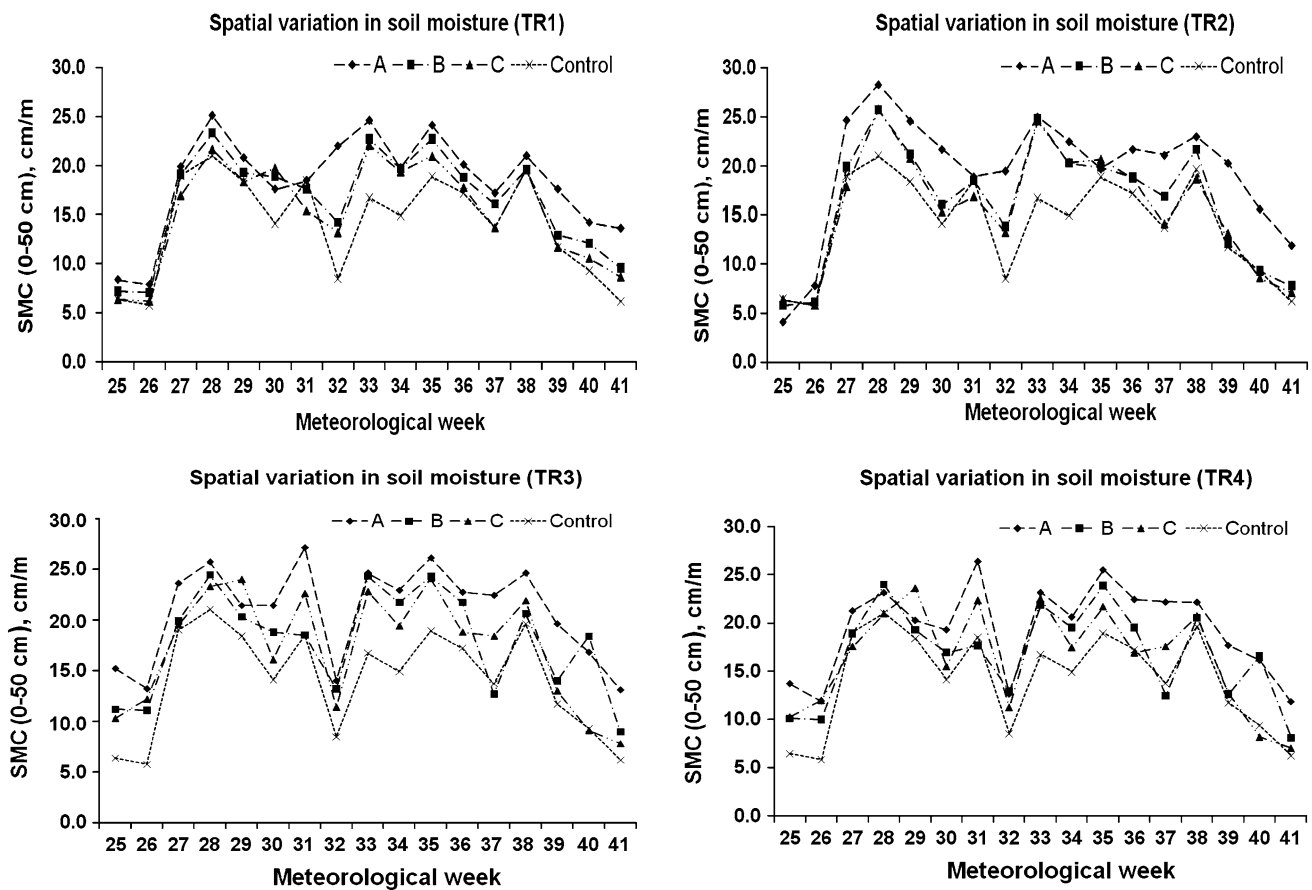 Spatial variation in soil moisture (TR1)
A B C Control
SMC (0-50 cm), cm/m
30.0
25.0
20.0
15.0
10.0
5.0
0.0
25 26 27 28 29 30 31 32 33 34 35 36 37 38 39 40 41
Meteorological week
Spatial variation in soil moisture (TR2)
A B C Control
SMC (0-50 cm), cm/m
30.0
25.0
20.0
15.0
10.0
5.0
0.0
25 26 27 28 29 30 31 32 33 34 35 36 37 38 39 40 41
Meteorological week
Spatial variation in soil moisture (TR3)
A B C Control
SMC (0-50 cm), cm/m
30.0
25.0
20.0
15.0
10.0
5.0
0.0
25 26 27 28 29 30 31 32 33 34 35 36 37 38 39 40 41
Meteorological week
Spatial variation in soil moisture (TR4)
A B C Control
SMC (0-50 cm), cm/m
30.0
25.0
20.0
15.0
10.0
5.0
0.0
25 26 27 28 29 30 31 32 33 34 35 36 37 38 39 40 41
Meteorological week